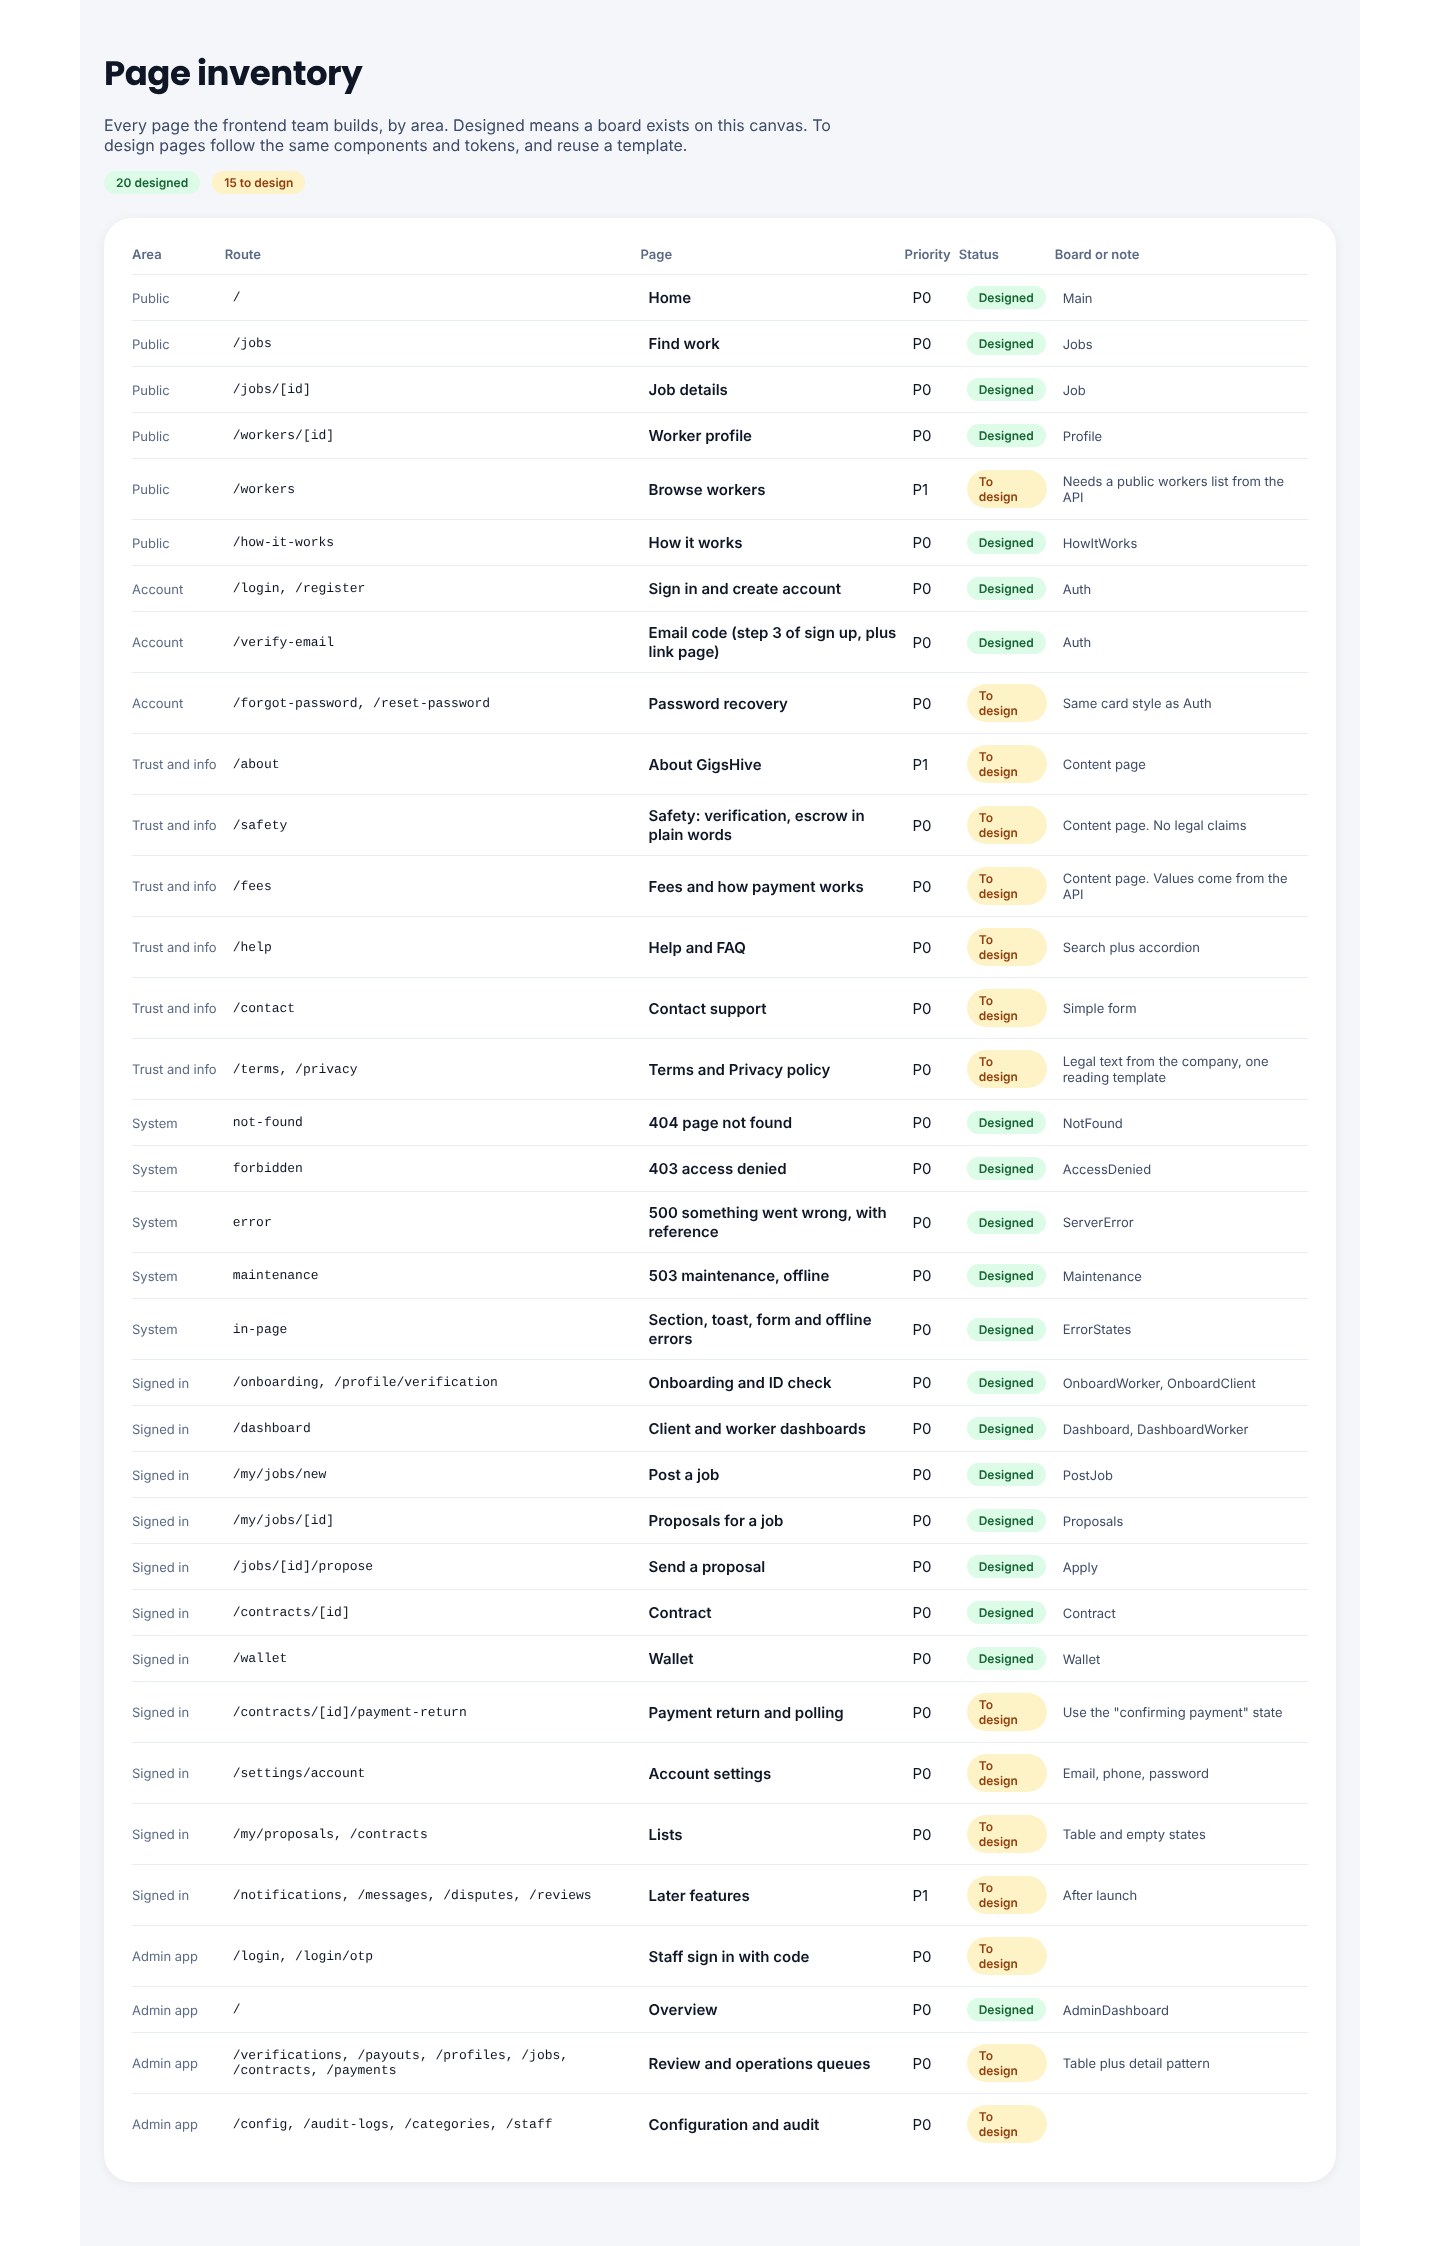 Page inventory
Every page the frontend team builds, by area. Designed means a board exists on this canvas. To
design pages follow the same components and tokens, and reuse a template.
20 designed 15 to design
Area Route Page Priority Status Board or note
Public / Home P0 Designed Main
Public /jobs Find work P0 Designed Jobs
Public /jobs/[id] Job details P0 Designed Job
Public /workers/[id] Worker profile P0 Designed Profile
Public /workers Browse workers P1 To design Needs a public workers list from the
API
Public /how-it-works How it works P0 Designed HowItWorks
Account /login, /register Sign in and create account P0 Designed Auth
Account /verify-email Email code (step 3 of sign up, plus
link page) P0 Designed Auth
Account /forgot-password, /reset-password Password recovery P0 To design Same card style as Auth
Trust and info /about About GigsHive P1 To design Content page
Trust and info /safety Safety: verification, escrow in
plain words P0 To design Content page. No legal claims
Trust and info /fees Fees and how payment works P0 To design Content page. Values come from the
API
Trust and info /help Help and FAQ P0 To design Search plus accordion
Trust and info /contact Contact support P0 To design Simple form
Trust and info /terms, /privacy Terms and Privacy policy P0 To design Legal text from the company, one
reading template
System not-found 404 page not found P0 Designed NotFound
System forbidden 403 access denied P0 Designed AccessDenied
System error 500 something went wrong, with
reference P0 Designed ServerError
System maintenance 503 maintenance, offline P0 Designed Maintenance
System in-page Section, toast, form and offline
errors P0 Designed ErrorStates
Signed in /onboarding, /profile/verification Onboarding and ID check P0 Designed OnboardWorker, OnboardClient
Signed in /dashboard Client and worker dashboards P0 Designed Dashboard, DashboardWorker
Signed in /my/jobs/new Post a job P0 Designed PostJob
Signed in /my/jobs/[id] Proposals for a job P0 Designed Proposals
Signed in /jobs/[id]/propose Send a proposal P0 Designed Apply
Signed in /contracts/[id] Contract P0 Designed Contract
Signed in /wallet Wallet P0 Designed Wallet
Signed in /contracts/[id]/payment-return Payment return and polling P0 To design Use the "confirming payment" state
Signed in /settings/account Account settings P0 To design Email, phone, password
Signed in /my/proposals, /contracts Lists P0 To design Table and empty states
Signed in /notifications, /messages, /disputes, /reviews Later features P1 To design After launch
Admin app /login, /login/otp Staff sign in with code P0 To design
Admin app / Overview P0 Designed AdminDashboard
Admin app /verifications, /payouts, /profiles, /jobs,
/contracts, /payments Review and operations queues P0 To design Table plus detail pattern
Admin app /config, /audit-logs, /categories, /staff Configuration and audit P0 To design